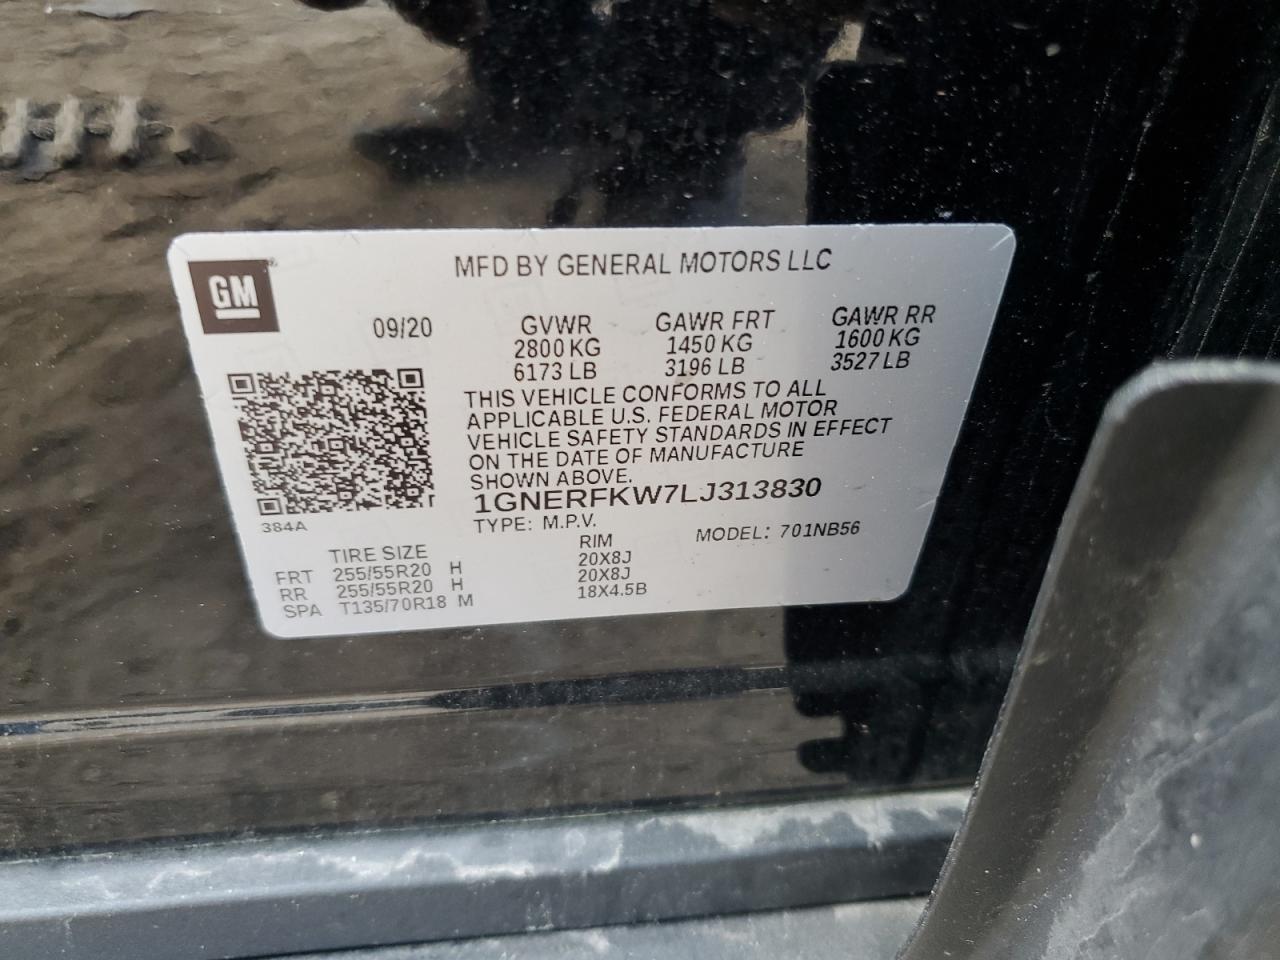 GM
MFD BY GENERAL MOTORS LLC
09/20
GVWR GAWR FRT GAWR RR
2800 KG 1450 KG 1600 KG
6173 LB 3196 LB 3527 LB
THIS VEHICLE CONFORMS TO ALL
APPLICABLE U.S. FEDERAL MOTOR
VEHICLE SAFETY STANDARDS IN EFFECT
ON THE DATE OF MANUFACTURE
SHOWN ABOVE.
1GNERFKW7LJ313830
384A
TYPE: M.P.V. MODEL: 701NB56
TIRE SIZE RIM
FRT 255/55R20 H 20X8J
RR 255/55R20 H 20X8J
SPA T135/70R18 M 18X4.5B